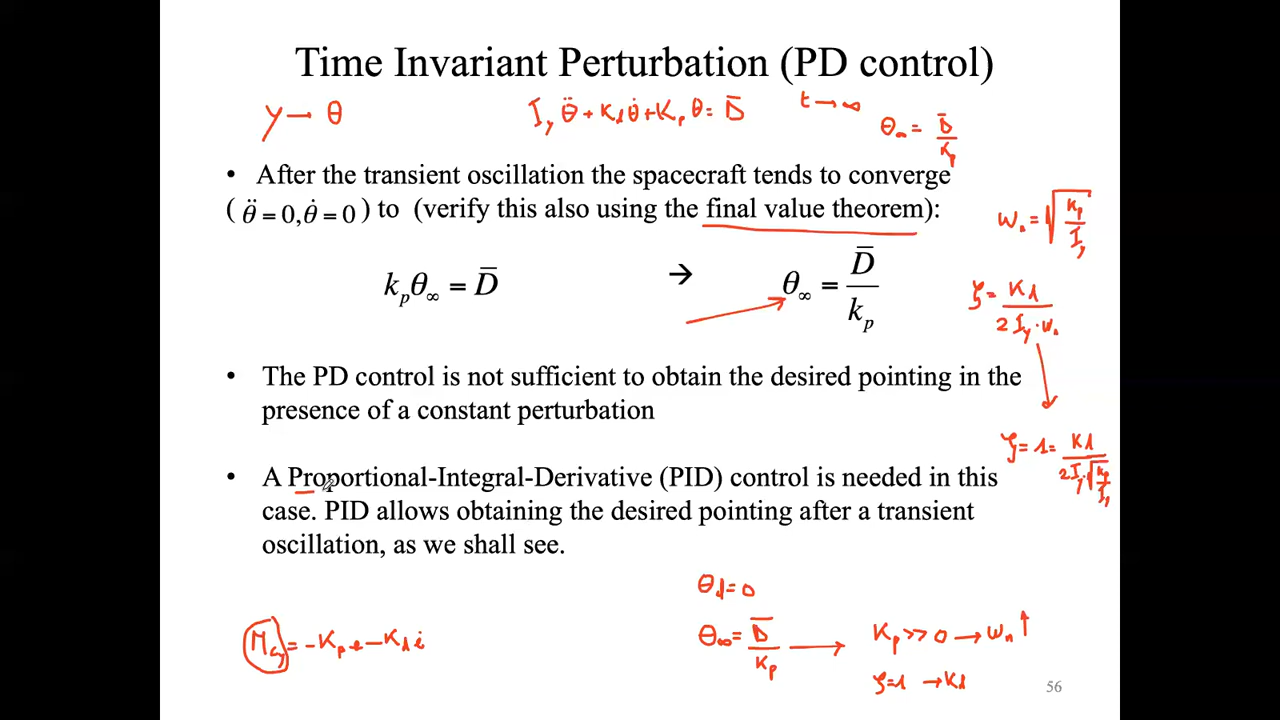 Time Invariant Perturbation (PD control)
y → θ
I_y θ̈ + K_d θ̇ + K_p θ = D̄
t → ∞
θ_∞ = D̄ / K_p
• After the transient oscillation the spacecraft tends to converge
( θ̈ = 0, θ̇ = 0 ) to (verify this also using the final value theorem):
ω_n = √(K_p / I_y)
k_p θ_∞ = D̄ → θ_∞ = D̄ / k_p
ζ = K_d / (2 I_y · ω_n)
• The PD control is not sufficient to obtain the desired pointing in the
presence of a constant perturbation
ζ = 1 = K_d / (2 I_y √(K_p / I_y))
• A Proportional-Integral-Derivative (PID) control is needed in this
case. PID allows obtaining the desired pointing after a transient
oscillation, as we shall see.
θ_d = 0
M_cy = -K_p e - K_d ė
θ_∞ = D̄ / K_p → K_p >> 0 → ω_n ↑
ζ = 1 → K_d
56